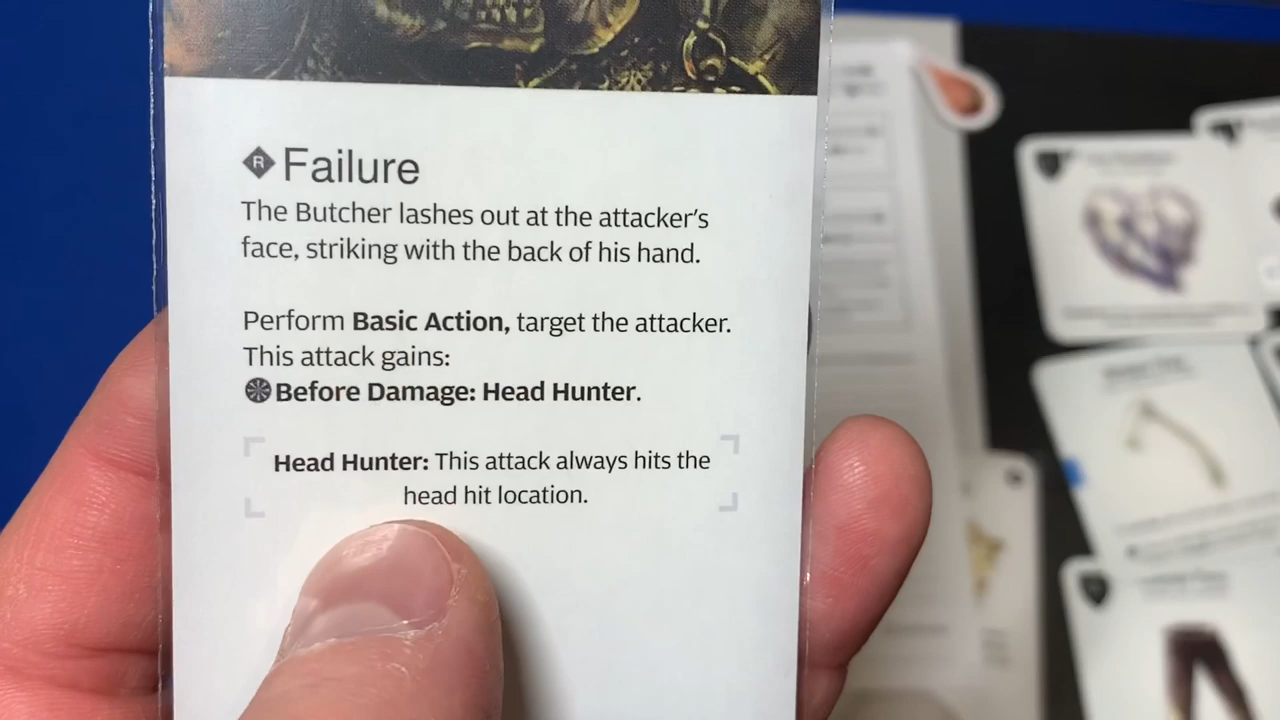 R Failure
The Butcher lashes out at the attacker's
face, striking with the back of his hand.
Perform Basic Action, target the attacker.
This attack gains:
Before Damage: Head Hunter.
Head Hunter: This attack always hits the
head hit location.